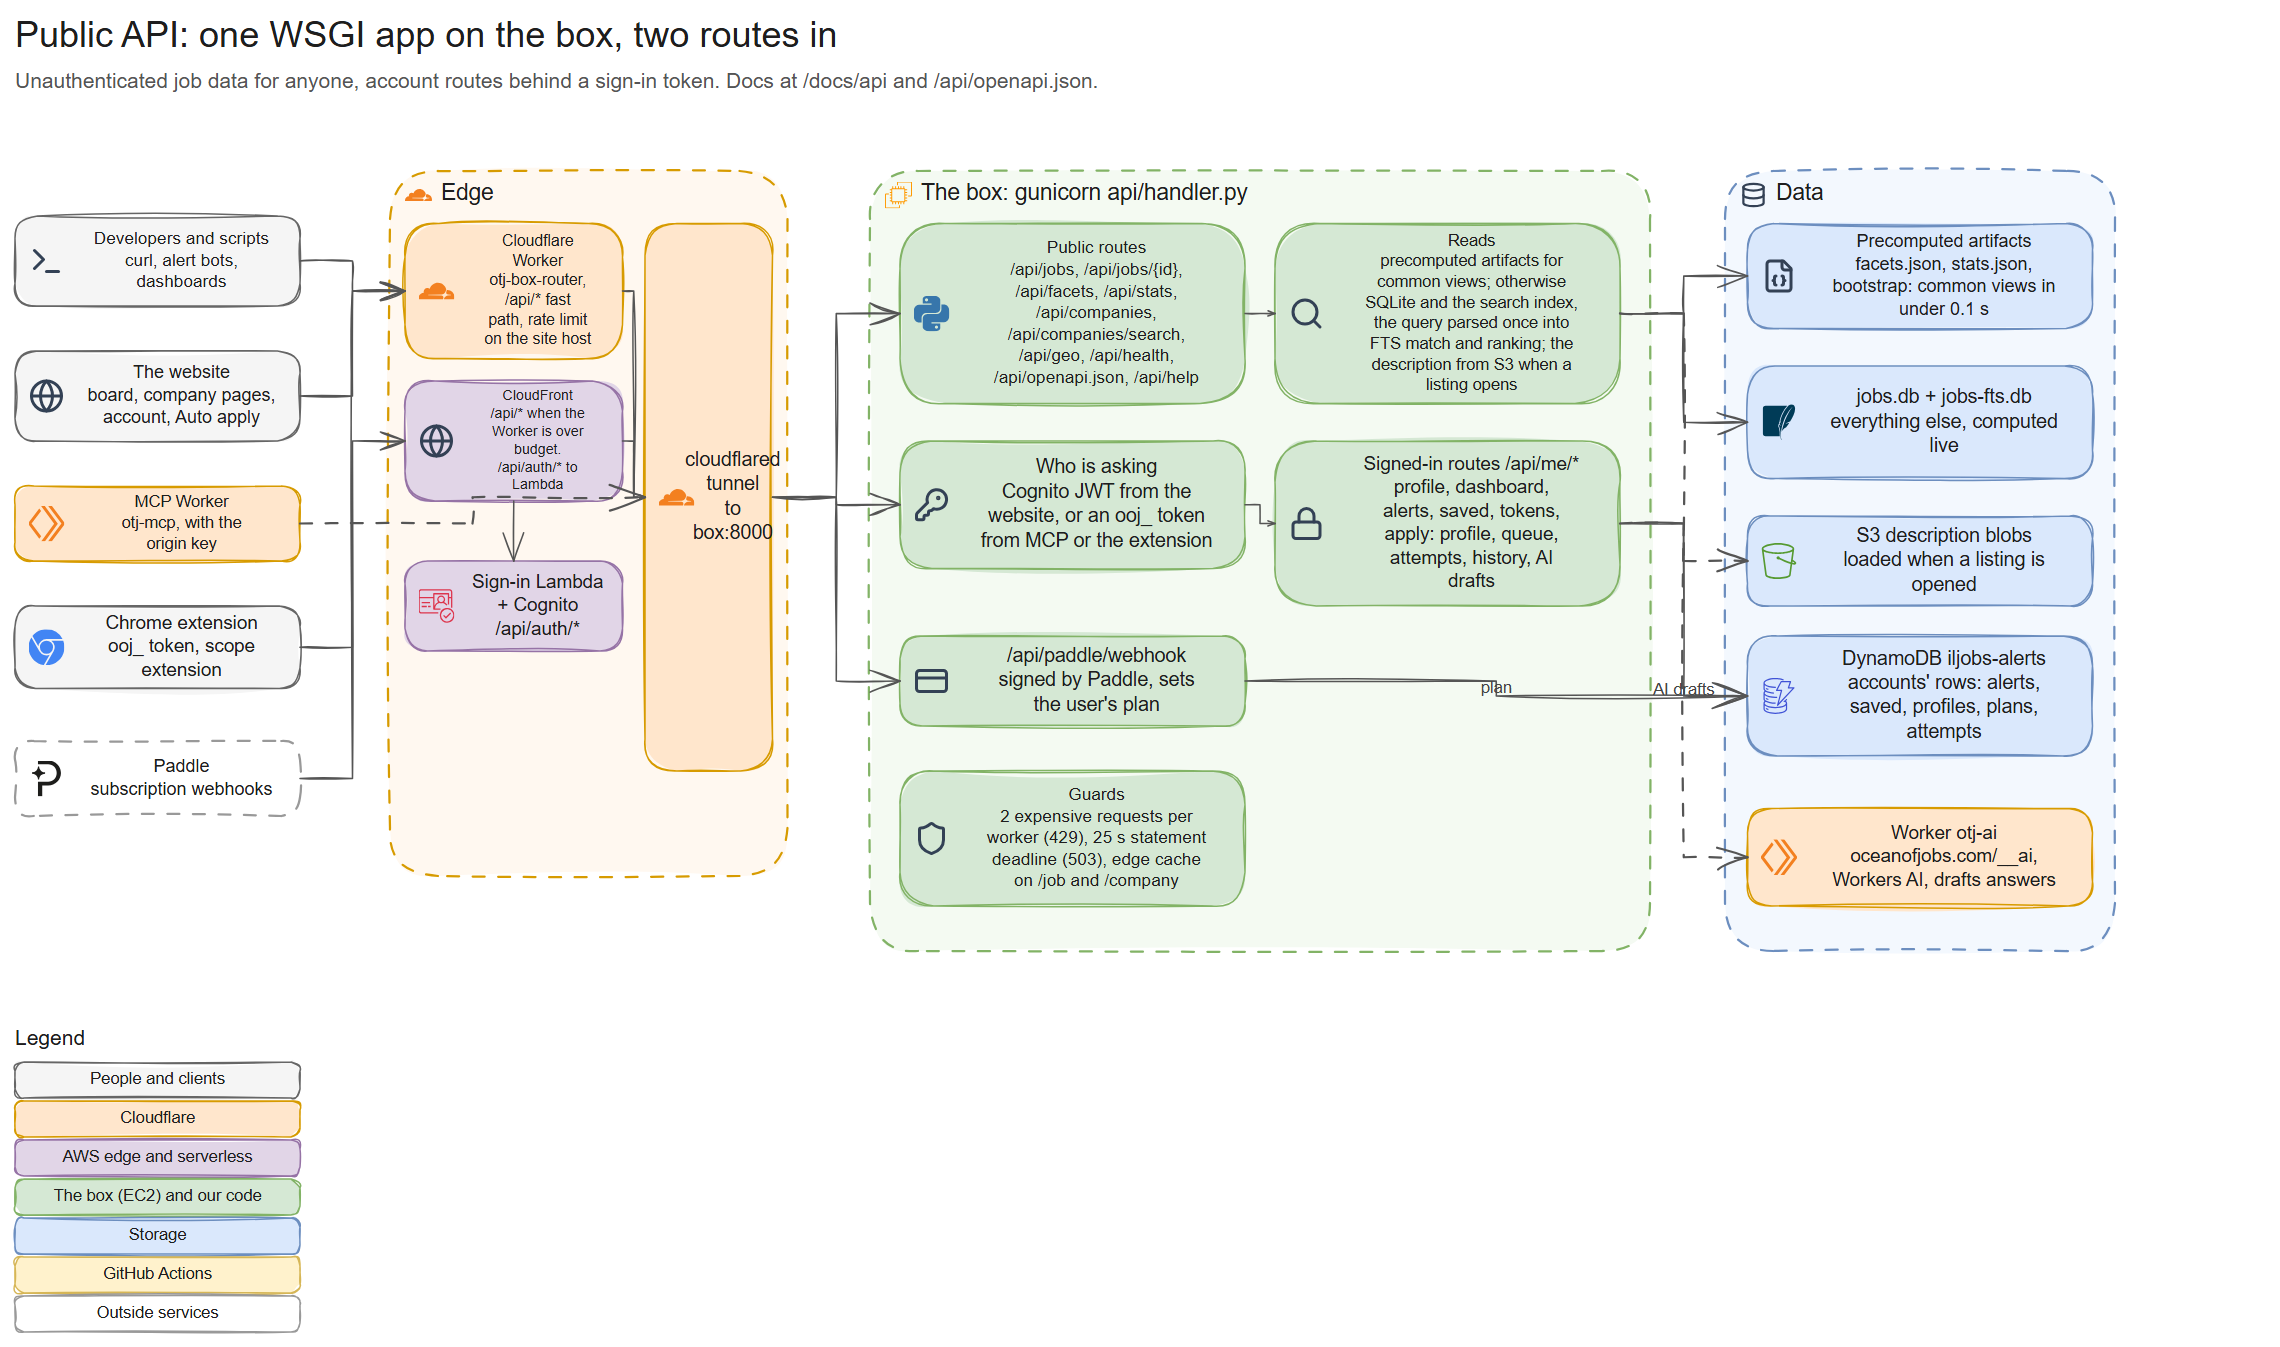 Public API: one WSGI app on the box, two routes in
Unauthenticated job data for anyone, account routes behind a sign-in token. Docs at /docs/api and /api/openapi.json.
Developers and scripts
curl, alert bots,
dashboards
The website
board, company pages,
account, Auto apply
MCP Worker
otj-mcp, with the
origin key
Chrome extension
ooj_ token, scope
extension
Paddle
subscription webhooks
Edge
Cloudflare
Worker
otj-box-router,
/api/* fast
path, rate limit
on the site host
CloudFront
/api/* when the
Worker is over
budget.
/api/auth/* to
Lambda
Sign-in Lambda
+ Cognito
/api/auth/*
cloudflared
tunnel
to
box:8000
The box: gunicorn api/handler.py
Public routes
/api/jobs, /api/jobs/{id},
/api/facets, /api/stats,
/api/companies,
/api/companies/search,
/api/geo, /api/health,
/api/openapi.json, /api/help
Reads
precomputed artifacts for
common views; otherwise
SQLite and the search index,
the query parsed once into
FTS match and ranking; the
description from S3 when a
listing opens
Who is asking
Cognito JWT from the
website, or an ooj_ token
from MCP or the extension
Signed-in routes /api/me/*
profile, dashboard,
alerts, saved, tokens,
apply: profile, queue,
attempts, history, AI
drafts
/api/paddle/webhook
signed by Paddle, sets
the user's plan
plan
AI drafts
Guards
2 expensive requests per
worker (429), 25 s statement
deadline (503), edge cache
on /job and /company
Data
Precomputed artifacts
facets.json, stats.json,
bootstrap: common views in
under 0.1 s
jobs.db + jobs-fts.db
everything else, computed
live
S3 description blobs
loaded when a listing is
opened
DynamoDB iljobs-alerts
accounts' rows: alerts,
saved, profiles, plans,
attempts
Worker otj-ai
oceanofjobs.com/__ai,
Workers AI, drafts answers
Legend
People and clients
Cloudflare
AWS edge and serverless
The box (EC2) and our code
Storage
GitHub Actions
Outside services